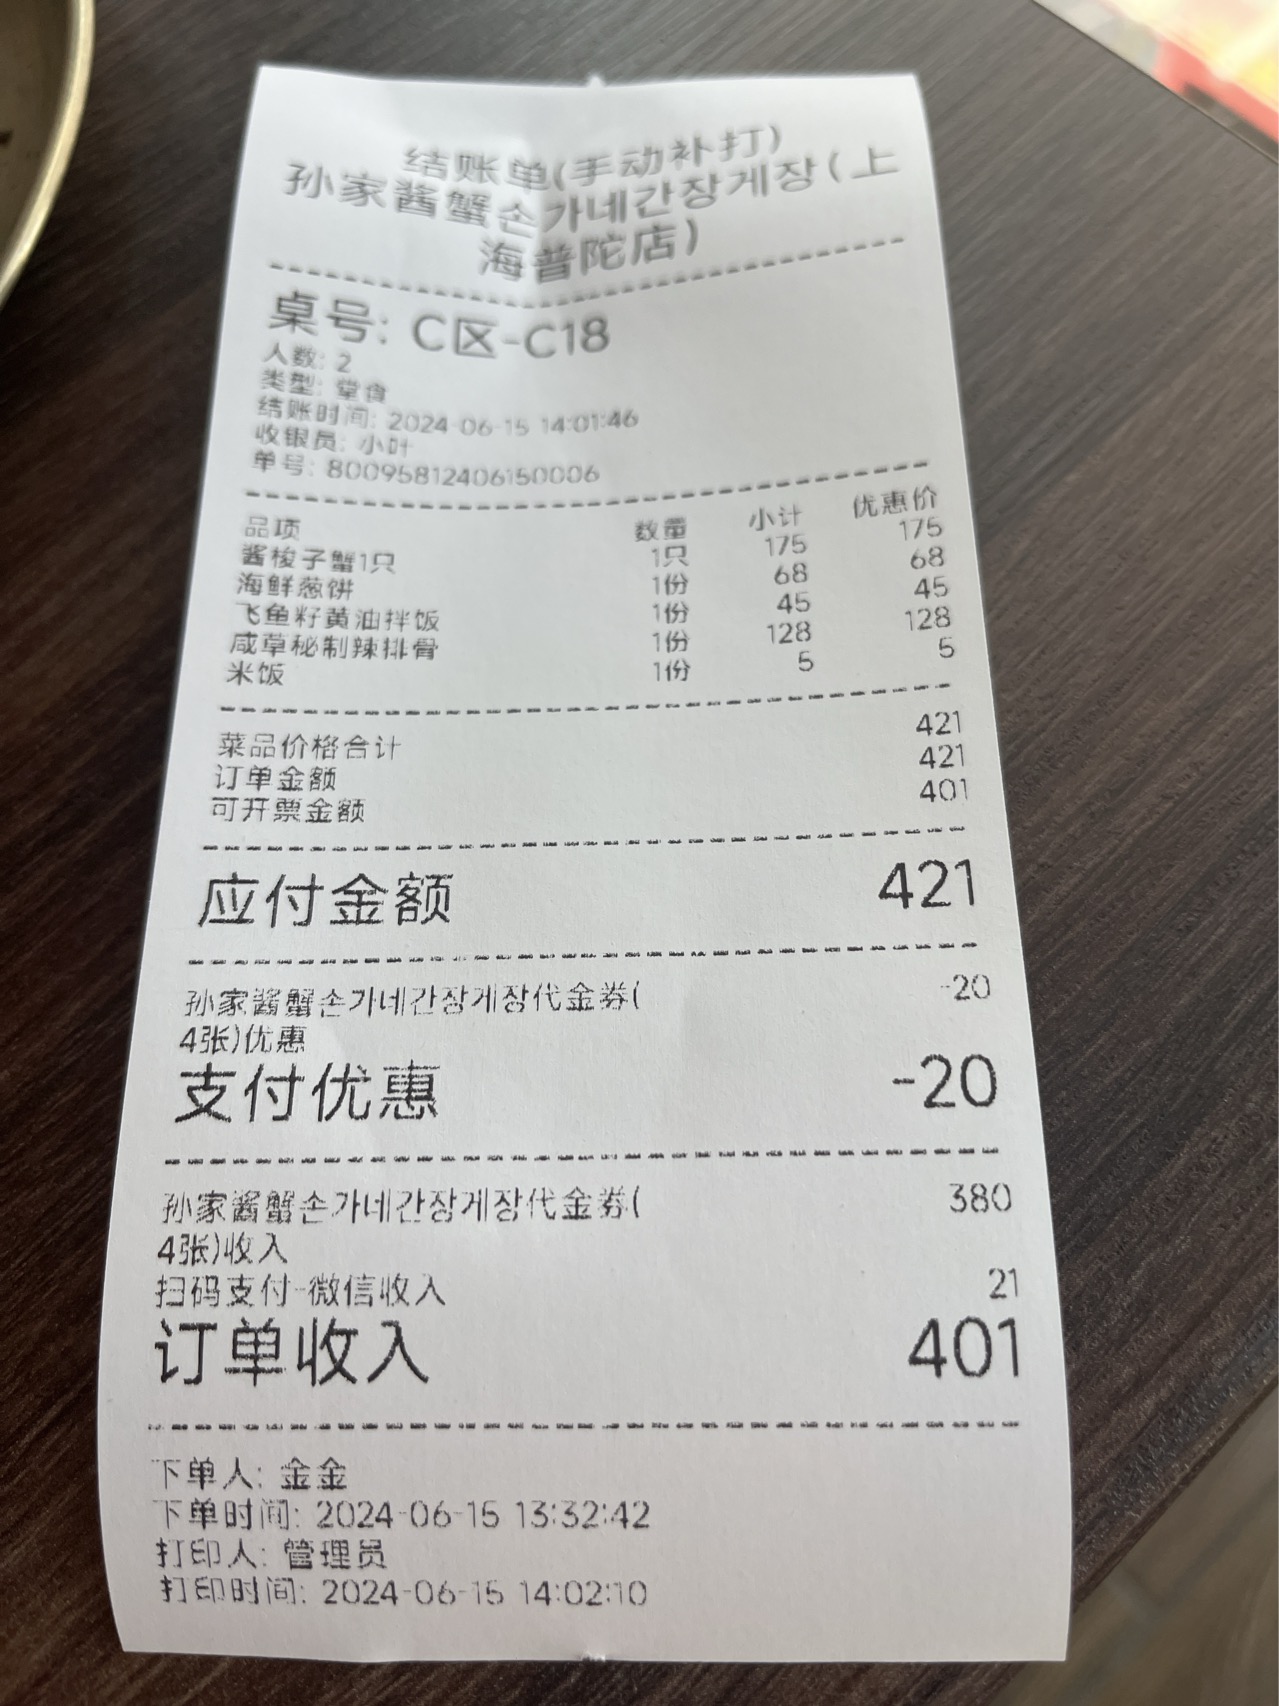 结账单(手动补打)
孙家酱蟹손가네간장게장(上
海普陀店)
桌号: C区-C18
人数: 2
类型: 堂食
结账时间: 2024-06-15 14:01:46
收银员: 小叶
单号: 80095812406150006
品项 数量 小计 优惠价
酱梭子蟹1只 1只 175 175
海鲜葱饼 1份 68 68
飞鱼籽黄油拌饭 1份 45 45
咸草秘制辣排骨 1份 128 128
米饭 1份 5 5
菜品价格合计 421
订单金额 421
可开票金额 401
应付金额 421
孙家酱蟹손가네간장게장代金券( -20
4张)优惠
支付优惠 -20
孙家酱蟹손가네간장게장代金券( 380
4张)收入
扫码支付-微信收入 21
订单收入 401
下单人: 金金
下单时间: 2024-06-15 13:32:42
打印人: 管理员
打印时间: 2024-06-15 14:02:10